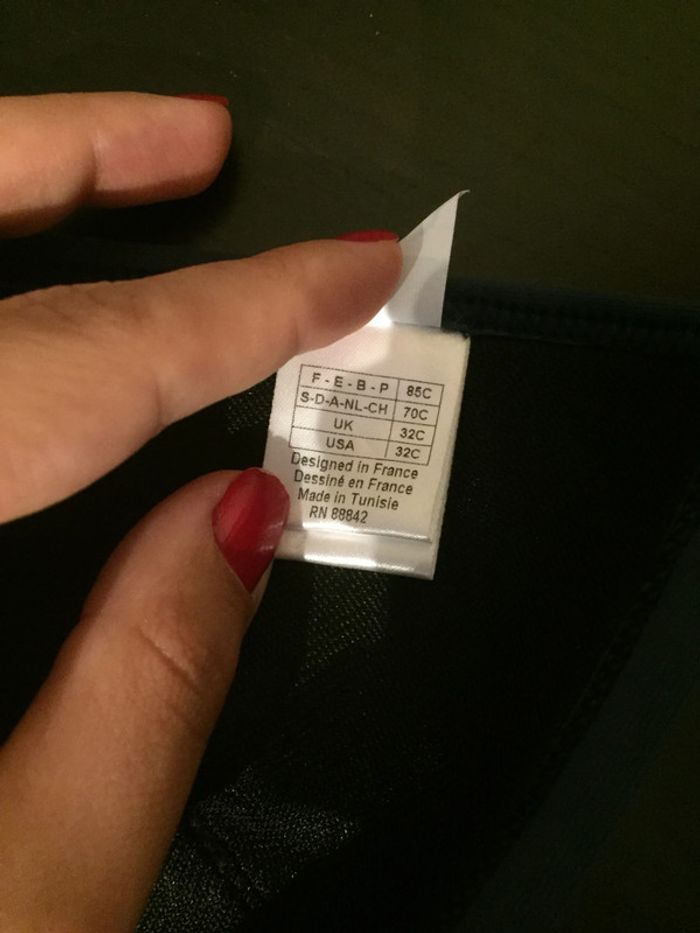 F - E - B - P 85C
S-D-A-NL-CH 70C
UK 32C
USA 32C
Designed in France
Dessiné en France
Made in Tunisie
RN 88842